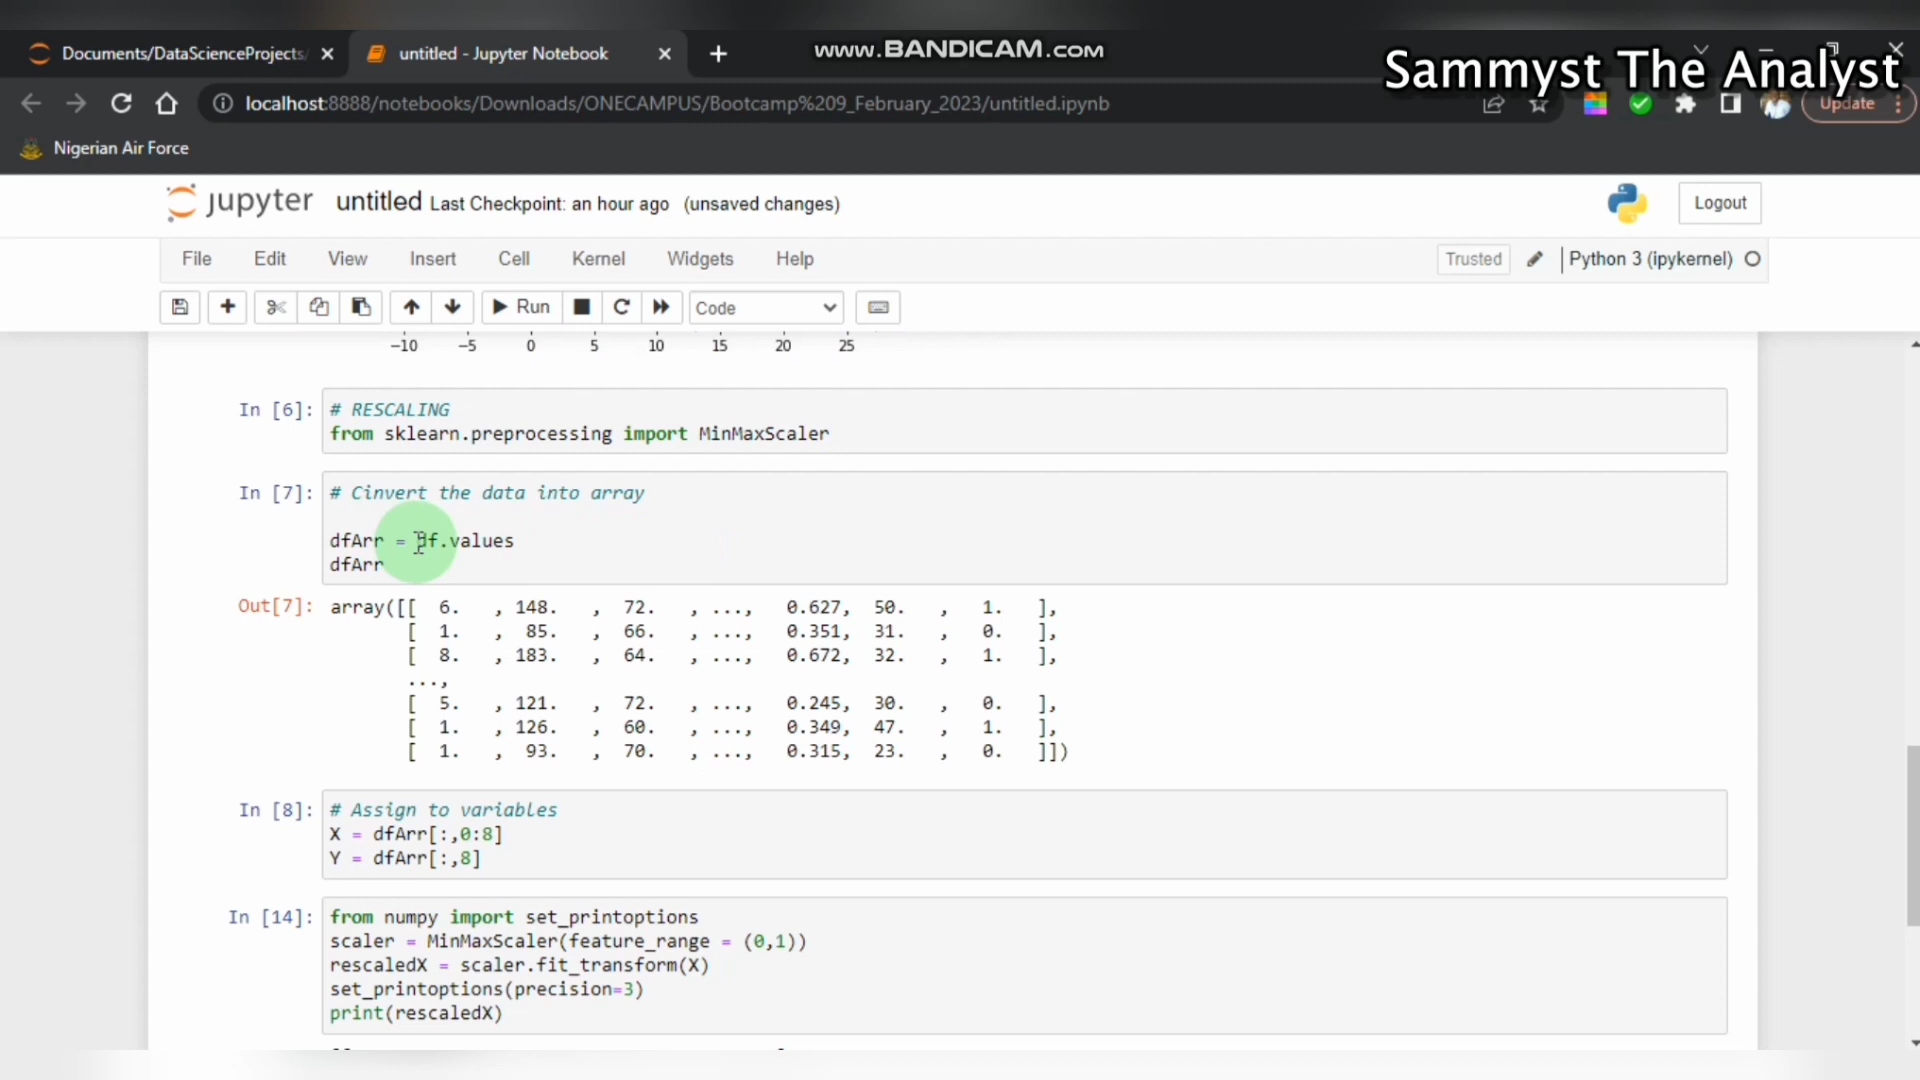 www.BANDICAM.com
Sammyst The Analyst
Documents/DataScienceProjects/
untitled - Jupyter Notebook
localhost:8888/notebooks/Downloads/ONECAMPUS/Bootcamp%209_February_2023/untitled.ipynb
Update
Nigerian Air Force
jupyter untitled Last Checkpoint: an hour ago (unsaved changes)
Logout
File Edit View Insert Cell Kernel Widgets Help
Trusted Python 3 (ipykernel)
Run Code
-10 -5 0 5 10 15 20 25
In [6]: # RESCALING
from sklearn.preprocessing import MinMaxScaler
In [7]: # Cinvert the data into array
dfArr = df.values
dfArr
Out[7]: array([[ 6. , 148. , 72. , ..., 0.627, 50. , 1. ],
[ 1. , 85. , 66. , ..., 0.351, 31. , 0. ],
[ 8. , 183. , 64. , ..., 0.672, 32. , 1. ],
...,
[ 5. , 121. , 72. , ..., 0.245, 30. , 0. ],
[ 1. , 126. , 60. , ..., 0.349, 47. , 1. ],
[ 1. , 93. , 70. , ..., 0.315, 23. , 0. ]])
In [8]: # Assign to variables
X = dfArr[:,0:8]
Y = dfArr[:,8]
In [14]: from numpy import set_printoptions
scaler = MinMaxScaler(feature_range = (0,1))
rescaledX = scaler.fit_transform(X)
set_printoptions(precision=3)
print(rescaledX)